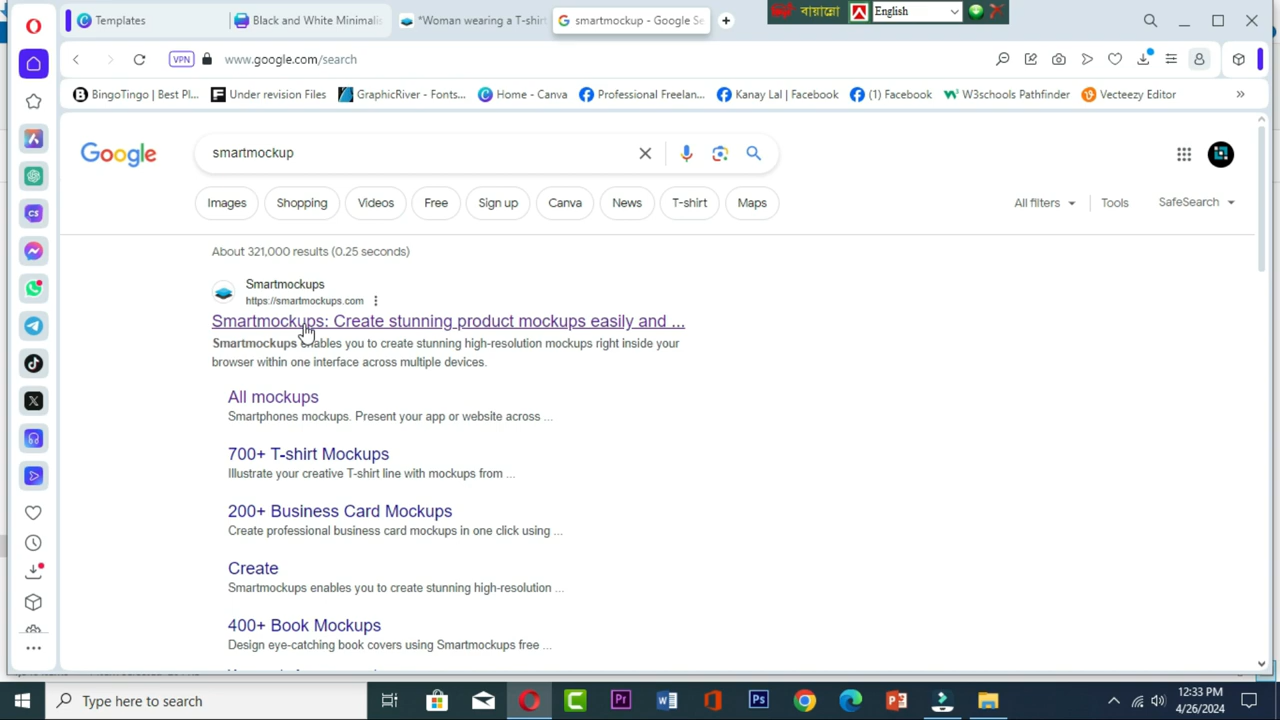 Templates
Black and White Minimalis
"Woman wearing a T-shirt
smartmockup - Google Se
বায়ান্নো
English
VPN
www.google.com/search
BingoTingo | Best Pl...
Under revision Files
GraphicRiver - Fonts...
Home - Canva
Professional Freelan...
Kanay Lal | Facebook
(1) Facebook
W3schools Pathfinder
Vecteezy Editor
Google
smartmockup
Images
Shopping
Videos
Free
Sign up
Canva
News
T-shirt
Maps
All filters
Tools
SafeSearch
About 321,000 results (0.25 seconds)
Smartmockups
https://smartmockups.com
Smartmockups: Create stunning product mockups easily and ...
Smartmockups enables you to create stunning high-resolution mockups right inside your
browser within one interface across multiple devices.
All mockups
Smartphones mockups. Present your app or website across ...
700+ T-shirt Mockups
Illustrate your creative T-shirt line with mockups from ...
200+ Business Card Mockups
Create professional business card mockups in one click using ...
Create
Smartmockups enables you to create stunning high-resolution ...
400+ Book Mockups
Design eye-catching book covers using Smartmockups free ...
Type here to search
12:33 PM
4/26/2024